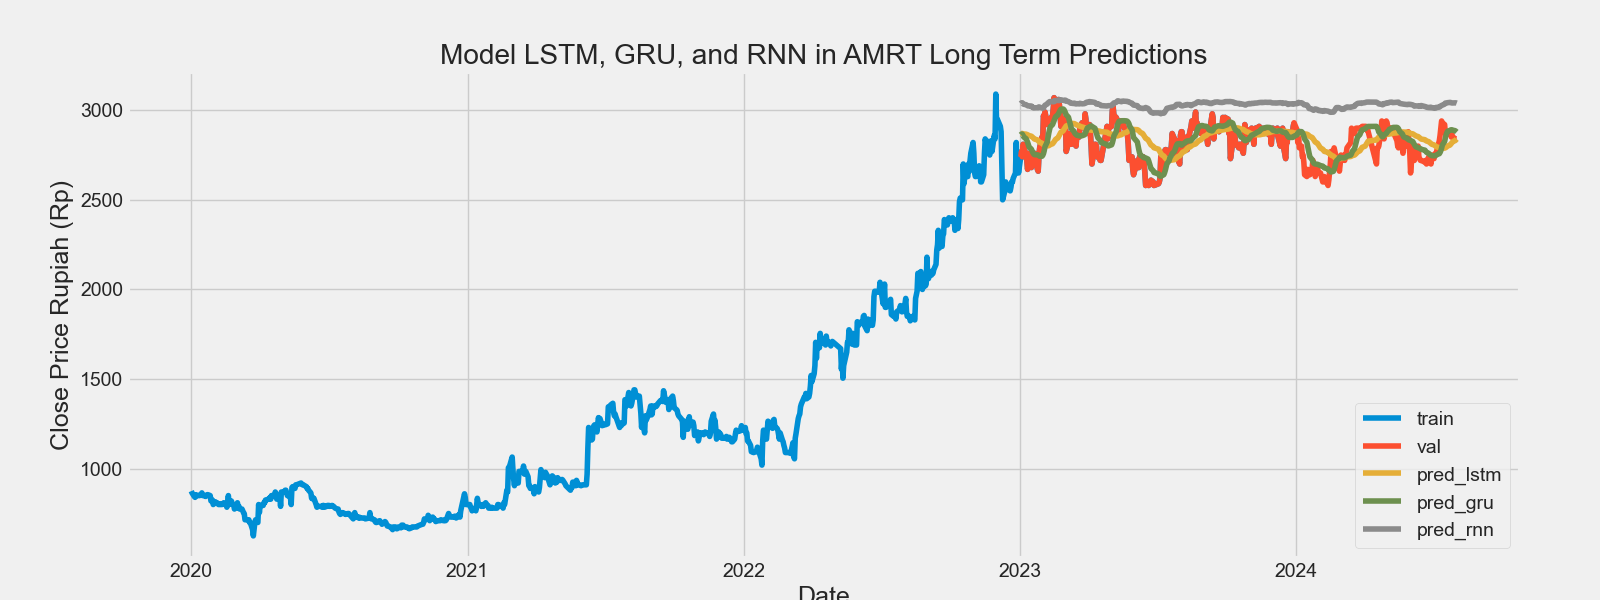 Model LSTM, GRU, and RNN in AMRT Long Term Predictions
Close Price Rupiah (Rp)
3000
2500
2000
1500
1000
2020
2021
2022
2023
2024
Date
train
val
pred_lstm
pred_gru
pred_rnn